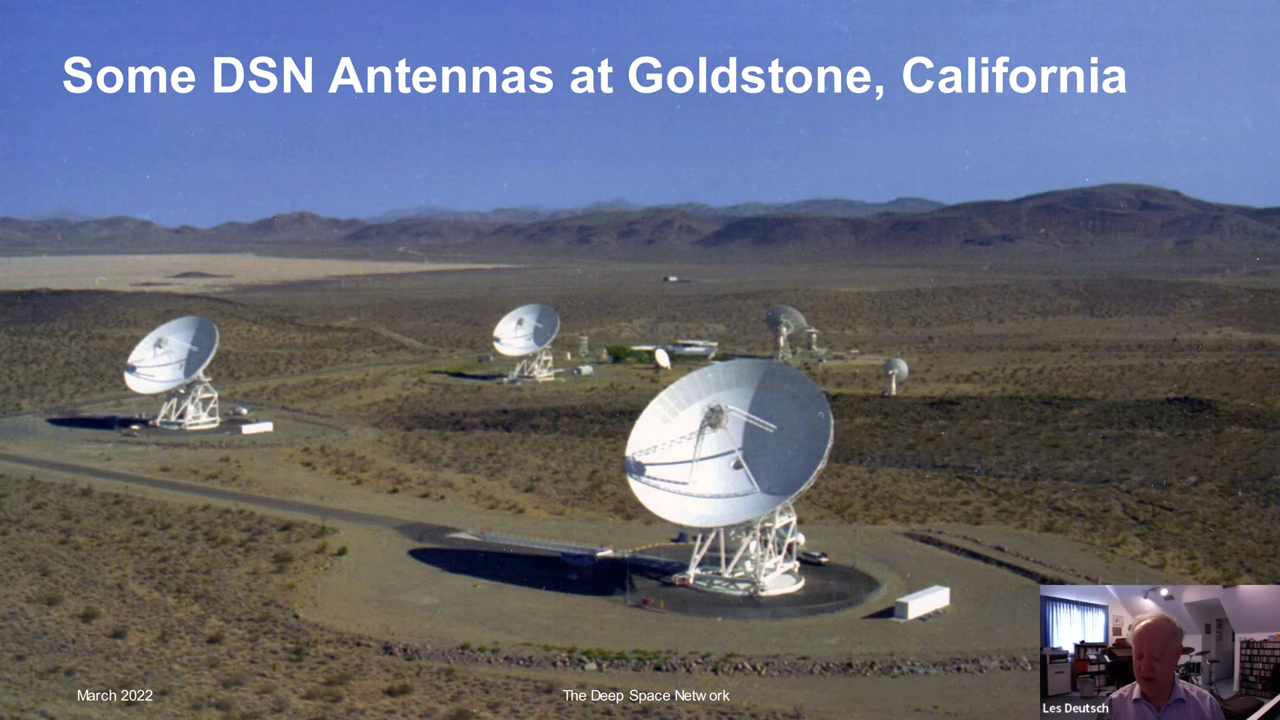 Some DSN Antennas at Goldstone, California
March 2022
The Deep Space Network
Les Deutsch